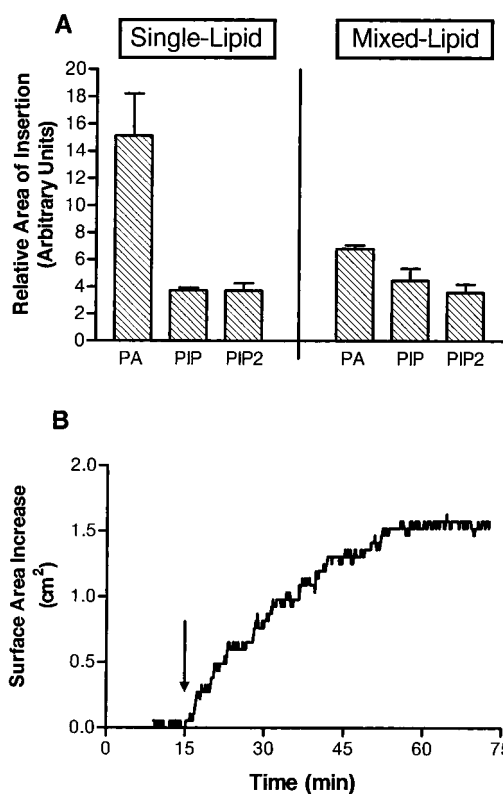 A
Single-Lipid
Mixed-Lipid
Relative Area of Insertion
(Arbitrary Units)
20
18
16
14
12
10
8
6
4
2
0
PA
PIP
PIP2
PA
PIP
PIP2
B
Surface Area Increase
(cm²)
2.0
1.5
1.0
0.5
0.0
0
15
30
45
60
75
Time (min)